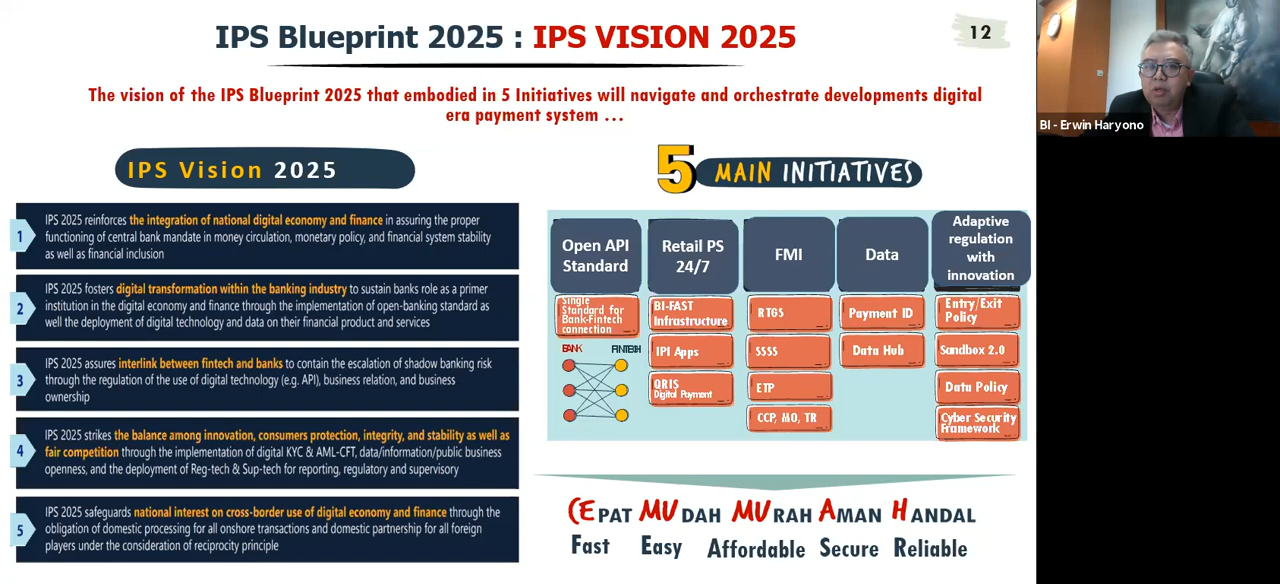 IPS Blueprint 2025 : IPS VISION 2025
12
The vision of the IPS Blueprint 2025 that embodied in 5 Initiatives will navigate and orchestrate developments digital
era payment system ...
IPS Vision 2025
1
IPS 2025 reinforces the integration of national digital economy and finance in assuring the proper
functioning of central bank mandate in money circulation, monetary policy, and financial system stability
as well as financial inclusion
2
IPS 2025 fosters digital transformation within the banking industry to sustain banks role as a primer
institution in the digital economy and finance through the implementation of open-banking standard as
well the deployment of digital technology and data on their financial product and services
3
IPS 2025 assures interlink between fintech and banks to contain the escalation of shadow banking risk
through the regulation of the use of digital technology (e.g. API), business relation, and business
ownership
4
IPS 2025 strikes the balance among innovation, consumers protection, integrity, and stability as well as
fair competition through the implementation of digital KYC & AML-CFT, data/information/public business
openness, and the deployment of Reg-tech & Sup-tech for reporting, regulatory and supervisory
5
IPS 2025 safeguards national interest on cross-border use of digital economy and finance through the
obligation of domestic processing for all onshore transactions and domestic partnership for all foreign
players under the consideration of reciprocity principle
5 MAIN INITIATIVES
Open API
Standard
Single
Standard for
Bank-Fintech
connection
BANK FINTECH
Retail PS
24/7
BI-FAST
Infrastructure
IPI Apps
QRIS
Digital Payment
FMI
RTGS
SSSS
ETP
CCP, MO, TR
Data
Payment ID
Data Hub
Adaptive
regulation
with
innovation
Entry/Exit
Policy
Sandbox 2.0
Data Policy
Cyber Security
Framework
CEPAT MUDAH MURAH AMAN HANDAL
Fast Easy Affordable Secure Reliable
BI - Erwin Haryono